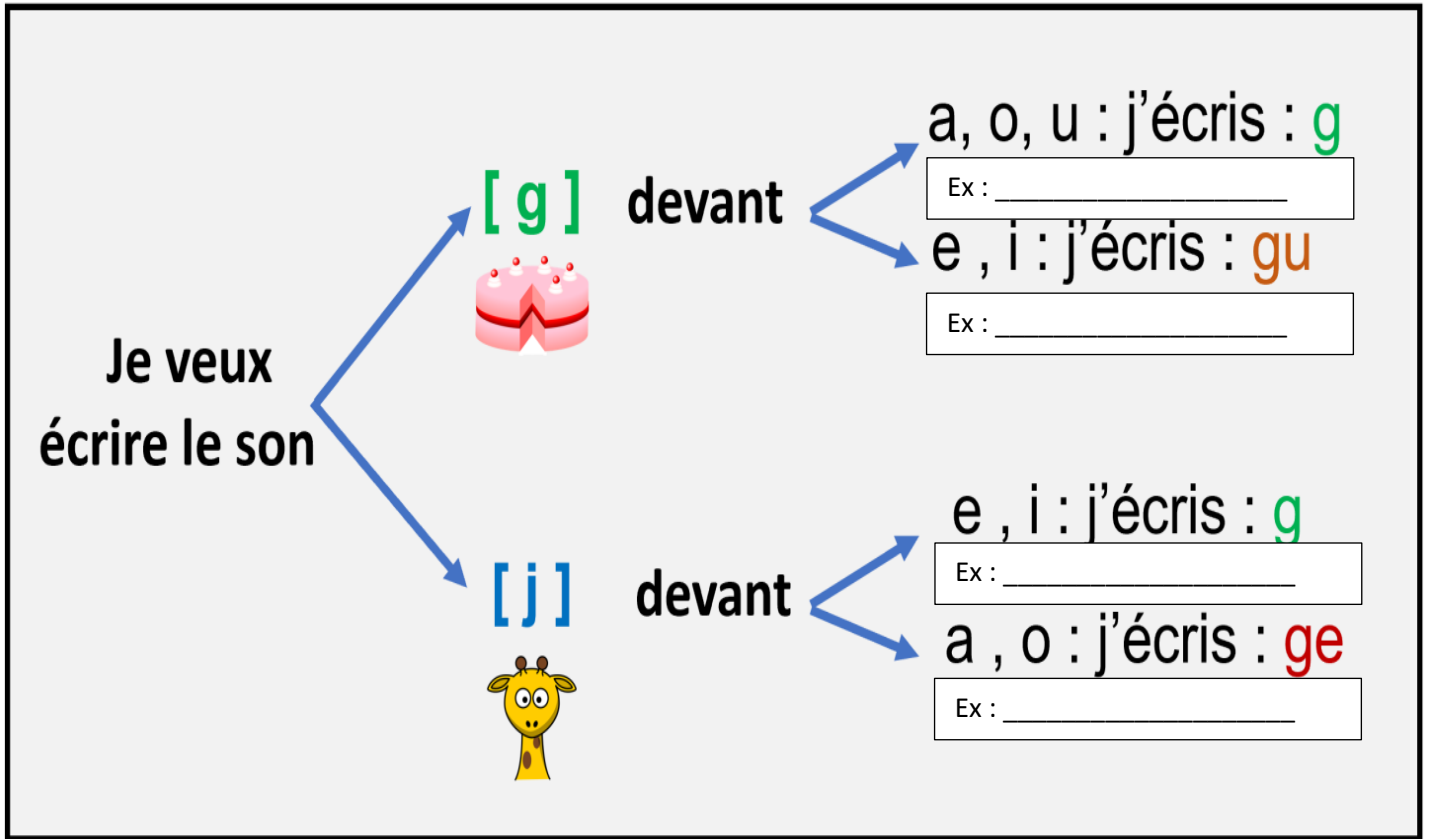 Je veux
écrire le son
[ g ] devant
a, o, u : j'écris : g
Ex : ____________________
e , i : j'écris : gu
Ex : ____________________
[ j ] devant
e , i : j'écris : g
Ex : ____________________
a , o : j'écris : ge
Ex : ____________________